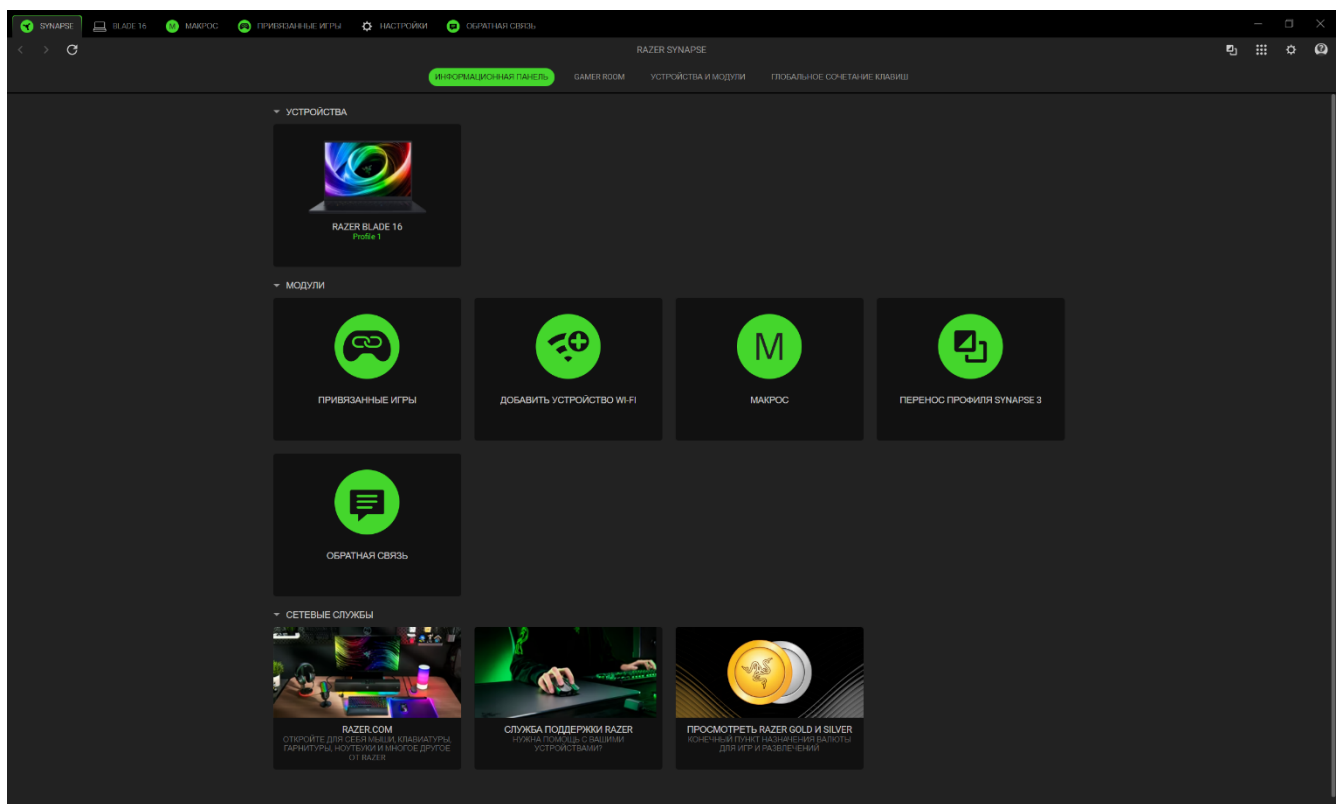 SYNAPSE
BLADE 16
МАКРОС
ПРИВЯЗАННЫЕ ИГРЫ
НАСТРОЙКИ
ОБРАТНАЯ СВЯЗЬ
RAZER SYNAPSE
ИНФОРМАЦИОННАЯ ПАНЕЛЬ
GAMER ROOM
УСТРОЙСТВА И МОДУЛИ
ГЛОБАЛЬНОЕ СОЧЕТАНИЕ КЛАВИШ
УСТРОЙСТВА
RAZER BLADE 16
Profile 1
МОДУЛИ
ПРИВЯЗАННЫЕ ИГРЫ
ДОБАВИТЬ УСТРОЙСТВО WI-FI
M
МАКРОС
ПЕРЕНОС ПРОФИЛЯ SYNAPSE 3
ОБРАТНАЯ СВЯЗЬ
СЕТЕВЫЕ СЛУЖБЫ
RAZER.COM
ОТКРОЙТЕ ДЛЯ СЕБЯ МЫШИ, КЛАВИАТУРЫ,
ГАРНИТУРЫ, НОУТБУКИ И МНОГОЕ ДРУГОЕ
ОТ RAZER
СЛУЖБА ПОДДЕРЖКИ RAZER
НУЖНА ПОМОЩЬ С ВАШИМИ
УСТРОЙСТВАМИ?
ПРОСМОТРЕТЬ RAZER GOLD И SILVER
КОНЕЧНЫЙ ПУНКТ НАЗНАЧЕНИЯ ВАЛЮТЫ
ДЛЯ ИГР И РАЗВЛЕЧЕНИЙ